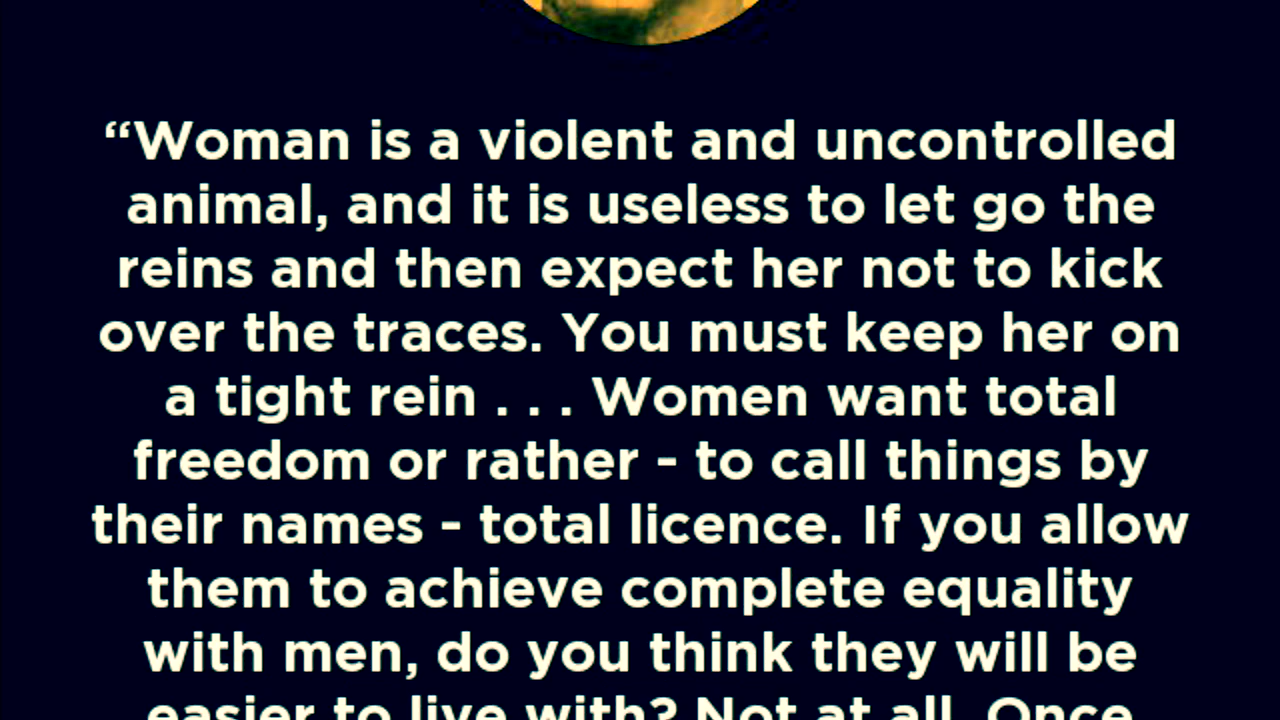 “Woman is a violent and uncontrolled
animal, and it is useless to let go the
reins and then expect her not to kick
over the traces. You must keep her on
a tight rein . . . Women want total
freedom or rather - to call things by
their names - total licence. If you allow
them to achieve complete equality
with men, do you think they will be
easier to live with? Not at all. Once